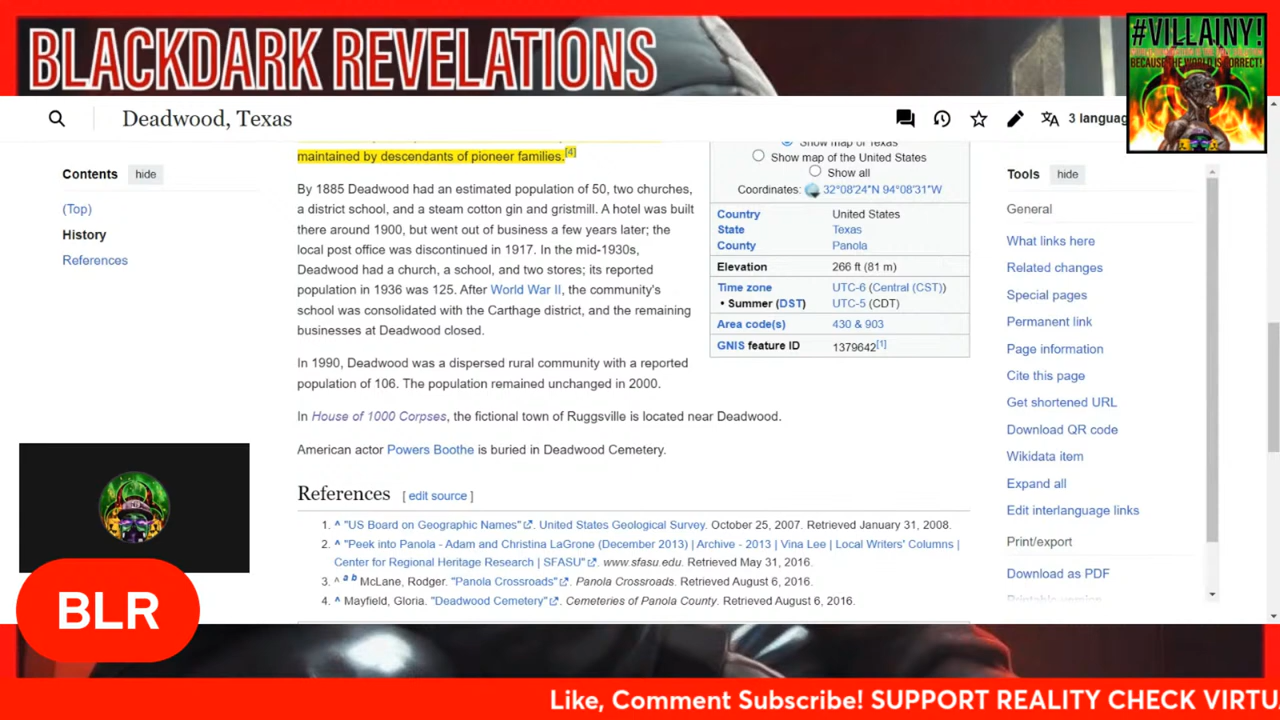 BLACKDARK REVELATIONS
#VILLAINY!
BECAUSE THE WORLD IS CORRECT!
Deadwood, Texas
3 languag
Contents hide
(Top)
History
References
maintained by descendants of pioneer families.[4]
By 1885 Deadwood had an estimated population of 50, two churches,
a district school, and a steam cotton gin and gristmill. A hotel was built
there around 1900, but went out of business a few years later; the
local post office was discontinued in 1917. In the mid-1930s,
Deadwood had a church, a school, and two stores; its reported
population in 1936 was 125. After World War II, the community's
school was consolidated with the Carthage district, and the remaining
businesses at Deadwood closed.
In 1990, Deadwood was a dispersed rural community with a reported
population of 106. The population remained unchanged in 2000.
In House of 1000 Corpses, the fictional town of Ruggsville is located near Deadwood.
American actor Powers Boothe is buried in Deadwood Cemetery.
References [ edit source ]
1. ^ "US Board on Geographic Names". United States Geological Survey. October 25, 2007. Retrieved January 31, 2008.
2. ^ "Peek into Panola - Adam and Christina LaGrone (December 2013) | Archive - 2013 | Vina Lee | Local Writers' Columns |
Center for Regional Heritage Research | SFASU". www.sfasu.edu. Retrieved May 31, 2016.
3. ^ a b McLane, Rodger. "Panola Crossroads". Panola Crossroads. Retrieved August 6, 2016.
4. ^ Mayfield, Gloria. "Deadwood Cemetery". Cemeteries of Panola County. Retrieved August 6, 2016.
Show map of Texas
Show map of the United States
Show all
Coordinates: 32°08′24″N 94°08′31″W
Country United States
State Texas
County Panola
Elevation 266 ft (81 m)
Time zone UTC-6 (Central (CST))
• Summer (DST) UTC-5 (CDT)
Area code(s) 430 & 903
GNIS feature ID 1379642[1]
Tools hide
General
What links here
Related changes
Special pages
Permanent link
Page information
Cite this page
Get shortened URL
Download QR code
Wikidata item
Expand all
Edit interlanguage links
Print/export
Download as PDF
Printable version
BLR
Like, Comment Subscribe! SUPPORT REALITY CHECK VIRTU